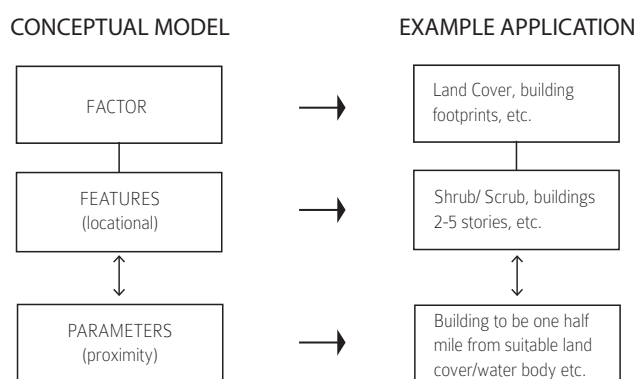 CONCEPTUAL MODEL
EXAMPLE APPLICATION
FACTOR
Land Cover, building
footprints, etc.
FEATURES
(locational)
Shrub/ Scrub, buildings
2-5 stories, etc.
PARAMETERS
(proximity)
Building to be one half
mile from suitable land
cover/water body etc.